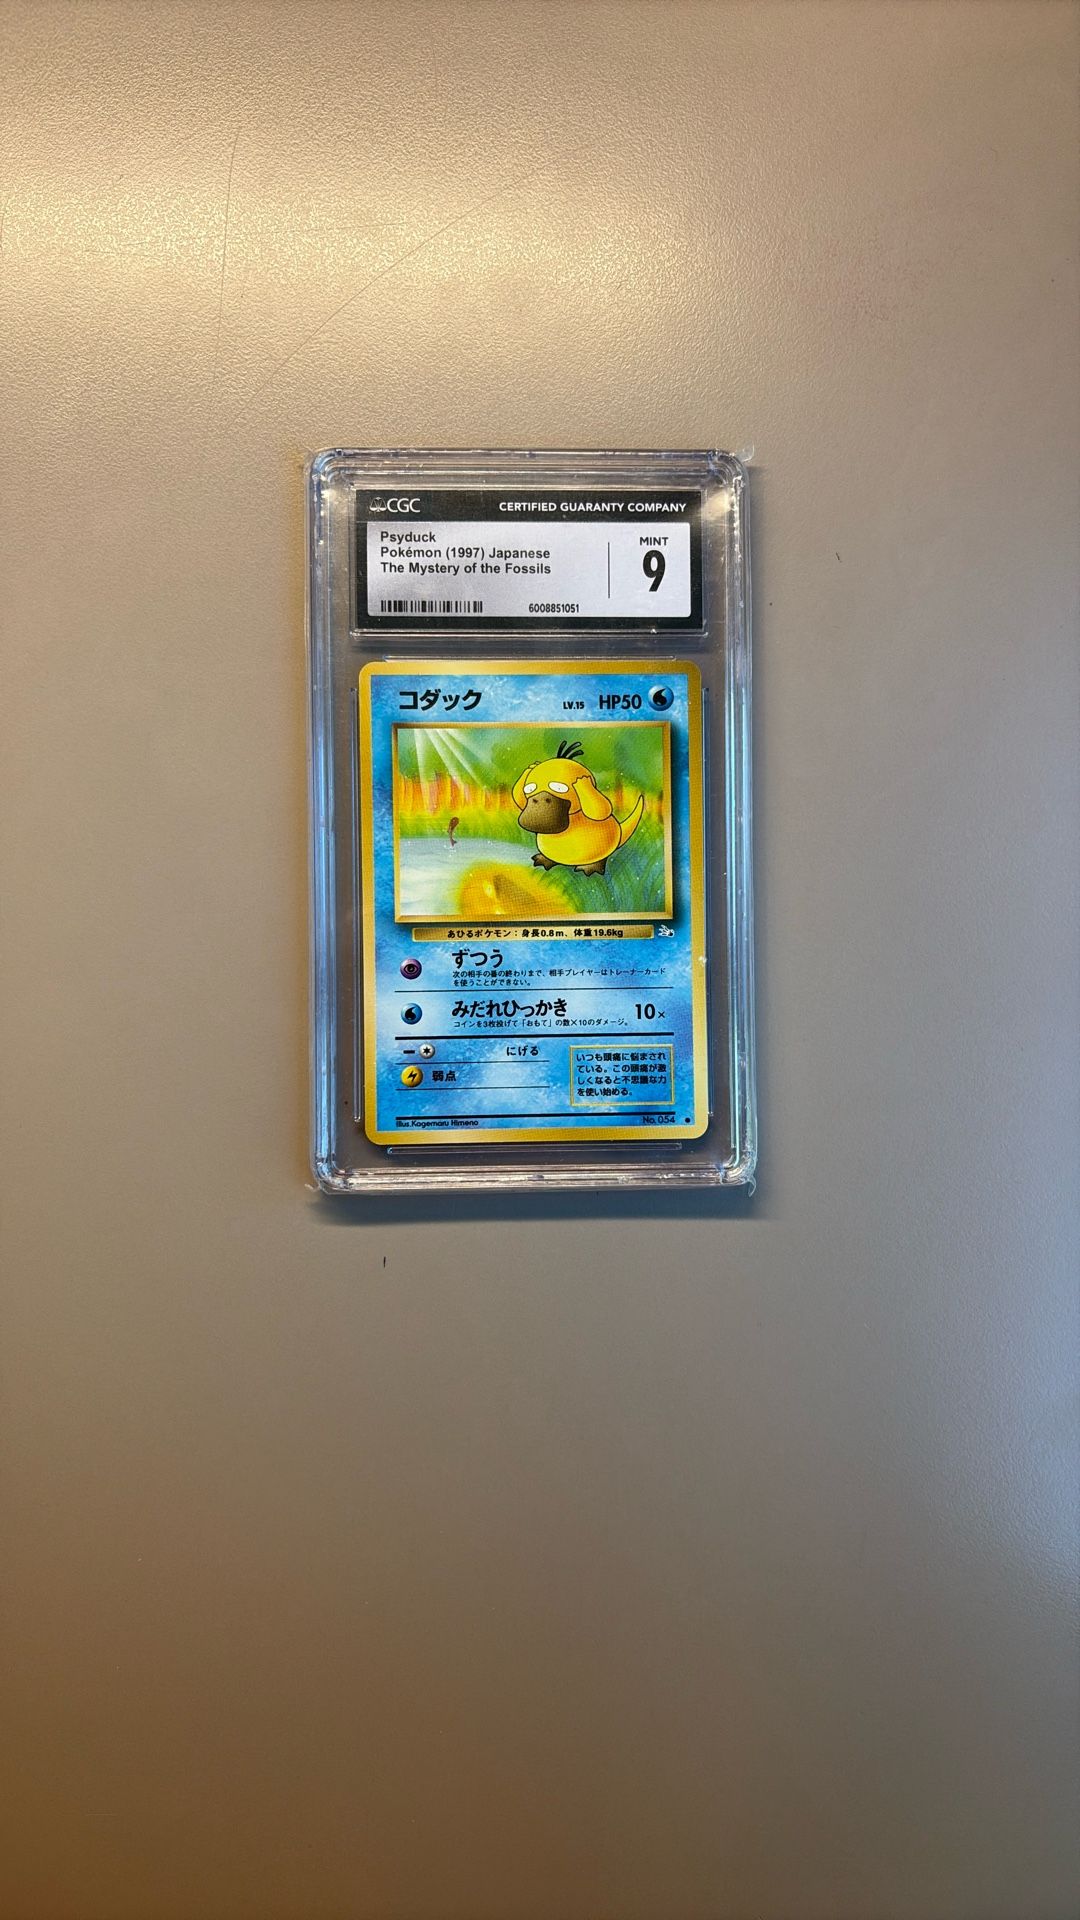 CGC CERTIFIED GUARANTY COMPANY
Psyduck
Pokémon (1997) Japanese
The Mystery of the Fossils
MINT
9
6008851051
コダック LV.15 HP50
あひるポケモン：身長0.8m、体重19.6kg
ずつう
次の相手の番の終わりまで、相手プレイヤーはトレーナーカード
を使うことができない。
みだれひっかき 10×
コインを3枚投げて「おもて」の数×10のダメージ。
にげる
弱点
いつも頭痛に悩まされ
ている。この頭痛が激
しくなると不思議な力
を使い始める。
Illus.Kagemaru Himeno No.054